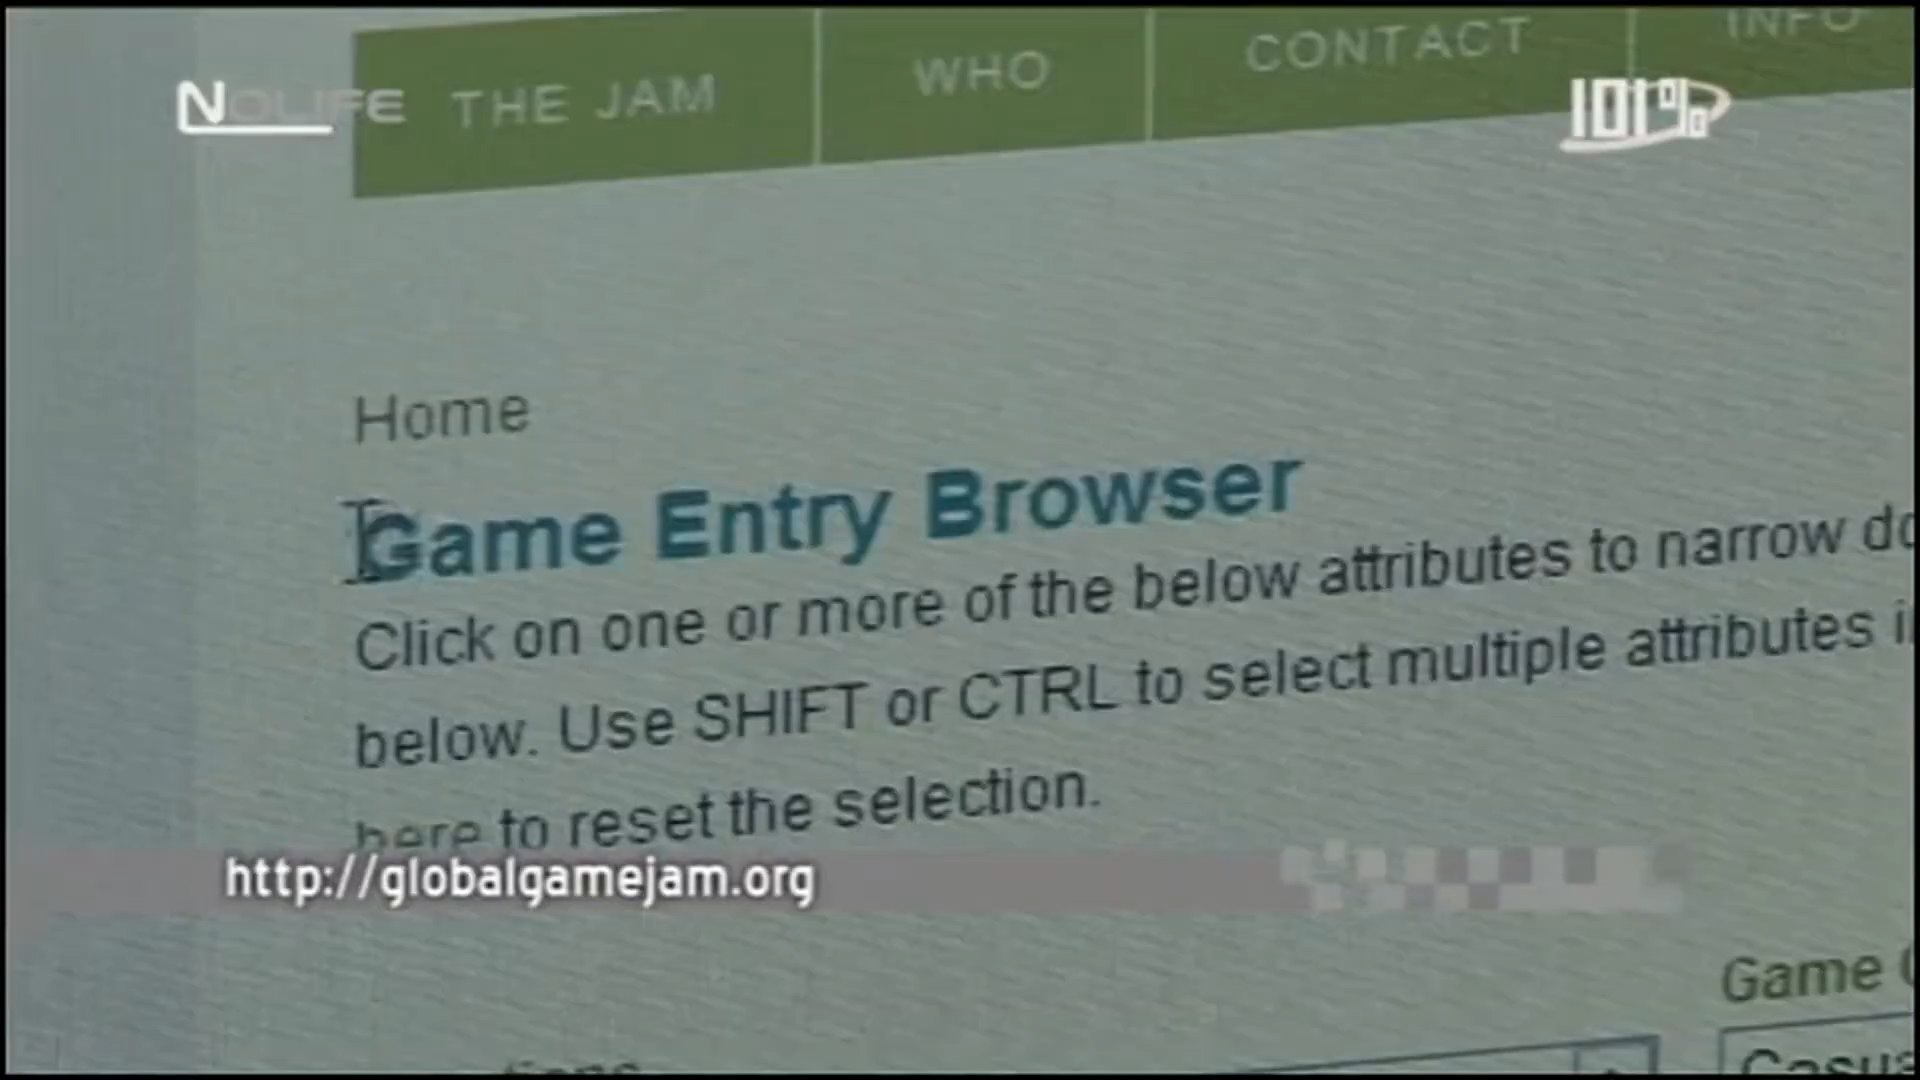 THE JAM
WHO
CONTACT
INFO
NOLIFE
101%
Home
Game Entry Browser
Click on one or more of the below attributes to narrow
below. Use SHIFT or CTRL to select multiple attributes
here to reset the selection.
http://globalgamejam.org
Game